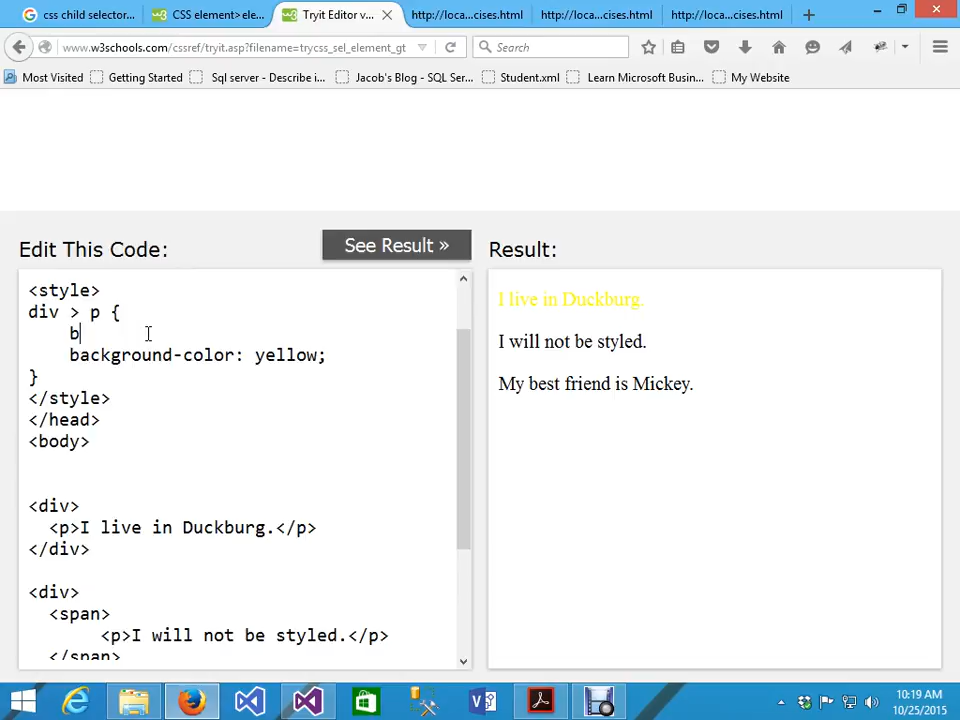 css child selector...
CSS element>ele...
Tryit Editor v...
http://loca...cises.html
http://loca...cises.html
http://loca...cises.html
www.w3schools.com/cssref/tryit.asp?filename=trycss_sel_element_gt
Search
Most Visited
Getting Started
Sql server - Describe i...
Jacob's Blog - SQL Ser...
Student.xml
Learn Microsoft Busin...
My Website
Edit This Code:
See Result »
Result:
<style>
div > p {
b
background-color: yellow;
}
</style>
</head>
<body>
<div>
<p>I live in Duckburg.</p>
</div>
<div>
<span>
<p>I will not be styled.</p>
</span>
I live in Duckburg.
I will not be styled.
My best friend is Mickey.
10:19 AM
10/25/2015